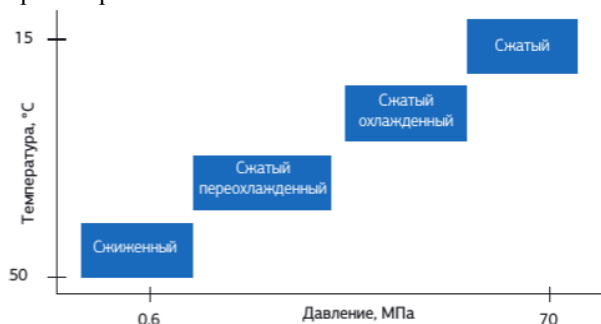 15
Сжатый
Сжатый
охлажденный
Температура, °С
Сжатый
переохлажденный
Сжиженный
50
0.6
Давление, МПа
70